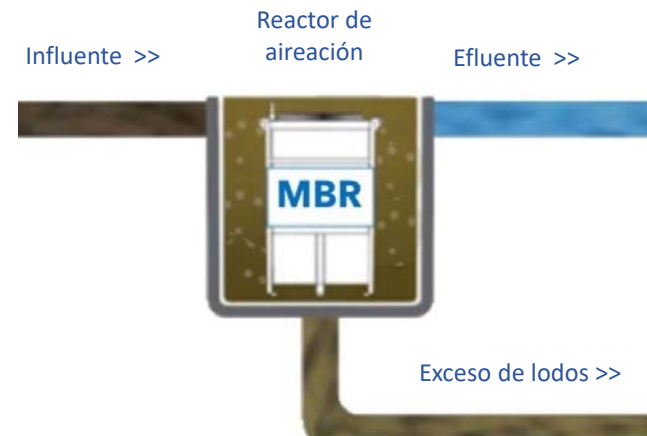 Reactor de
aireación
Influente >>
Efluente >>
MBR
Exceso de lodos >>